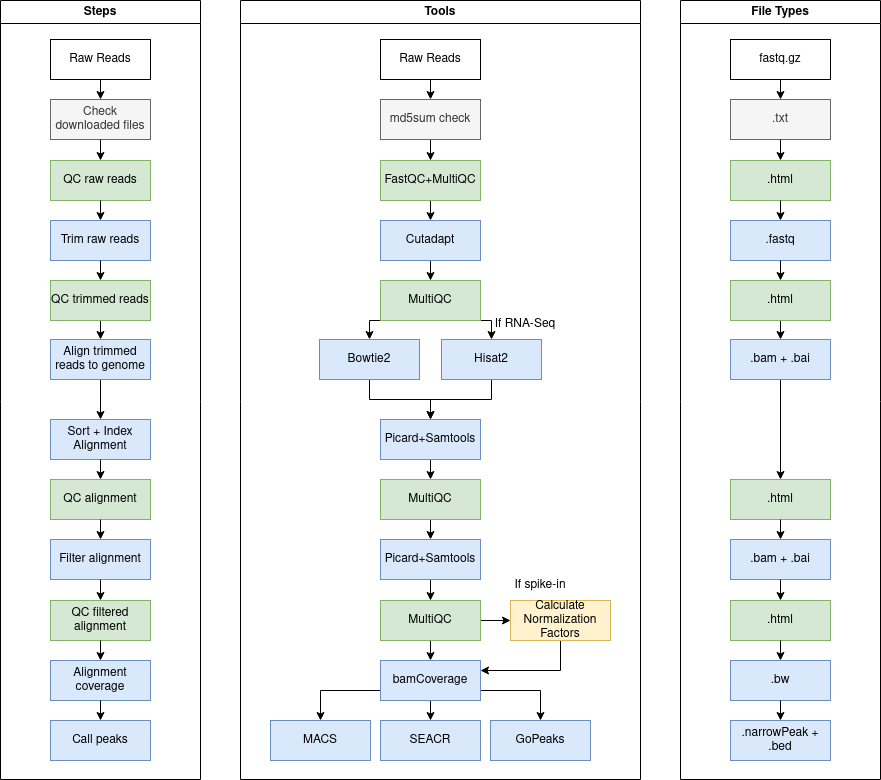 Steps
Raw Reads
Check
downloaded files
QC raw reads
Trim raw reads
QC trimmed reads
Align trimmed
reads to genome
Sort + Index
Alignment
QC alignment
Filter alignment
QC filtered
alignment
Alignment
coverage
Call peaks
Tools
Raw Reads
md5sum check
FastQC+MultiQC
Cutadapt
MultiQC
If RNA-Seq
Bowtie2
Hisat2
Picard+Samtools
MultiQC
Picard+Samtools
If spike-in
MultiQC
Calculate
Normalization
Factors
bamCoverage
MACS
SEACR
GoPeaks
File Types
fastq.gz
.txt
.html
.fastq
.html
.bam + .bai
.html
.bam + .bai
.html
.bw
.narrowPeak +
.bed